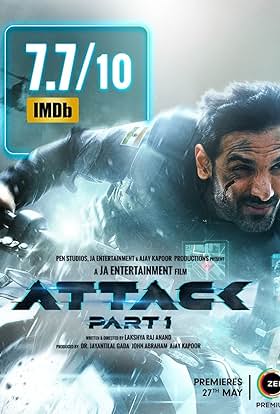 7.7/10
IMDb
PEN STUDIOS, JA ENTERTAINMENT & AJAY KAPOOR PRODUCTIONS PRESENT
A JA ENTERTAINMENT FILM
ATTACK
PART 1
WRITTEN & DIRECTED BY LAKSHYA RAJ ANAND
PRODUCED BY DR. JAYANTILAL GADA JOHN ABRAHAM AJAY KAPOOR
PREMIERES
27TH MAY